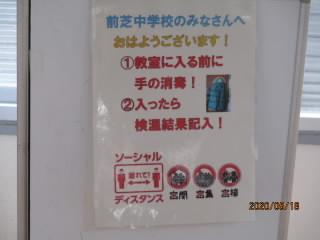 前芝中学校のみなさんへ
おはようございます！
①教室に入る前に
手の消毒！
②入ったら
検温結果記入！
ソーシャル
離れて！
ディスタンス
密閉 密集 密接
2020/06/16